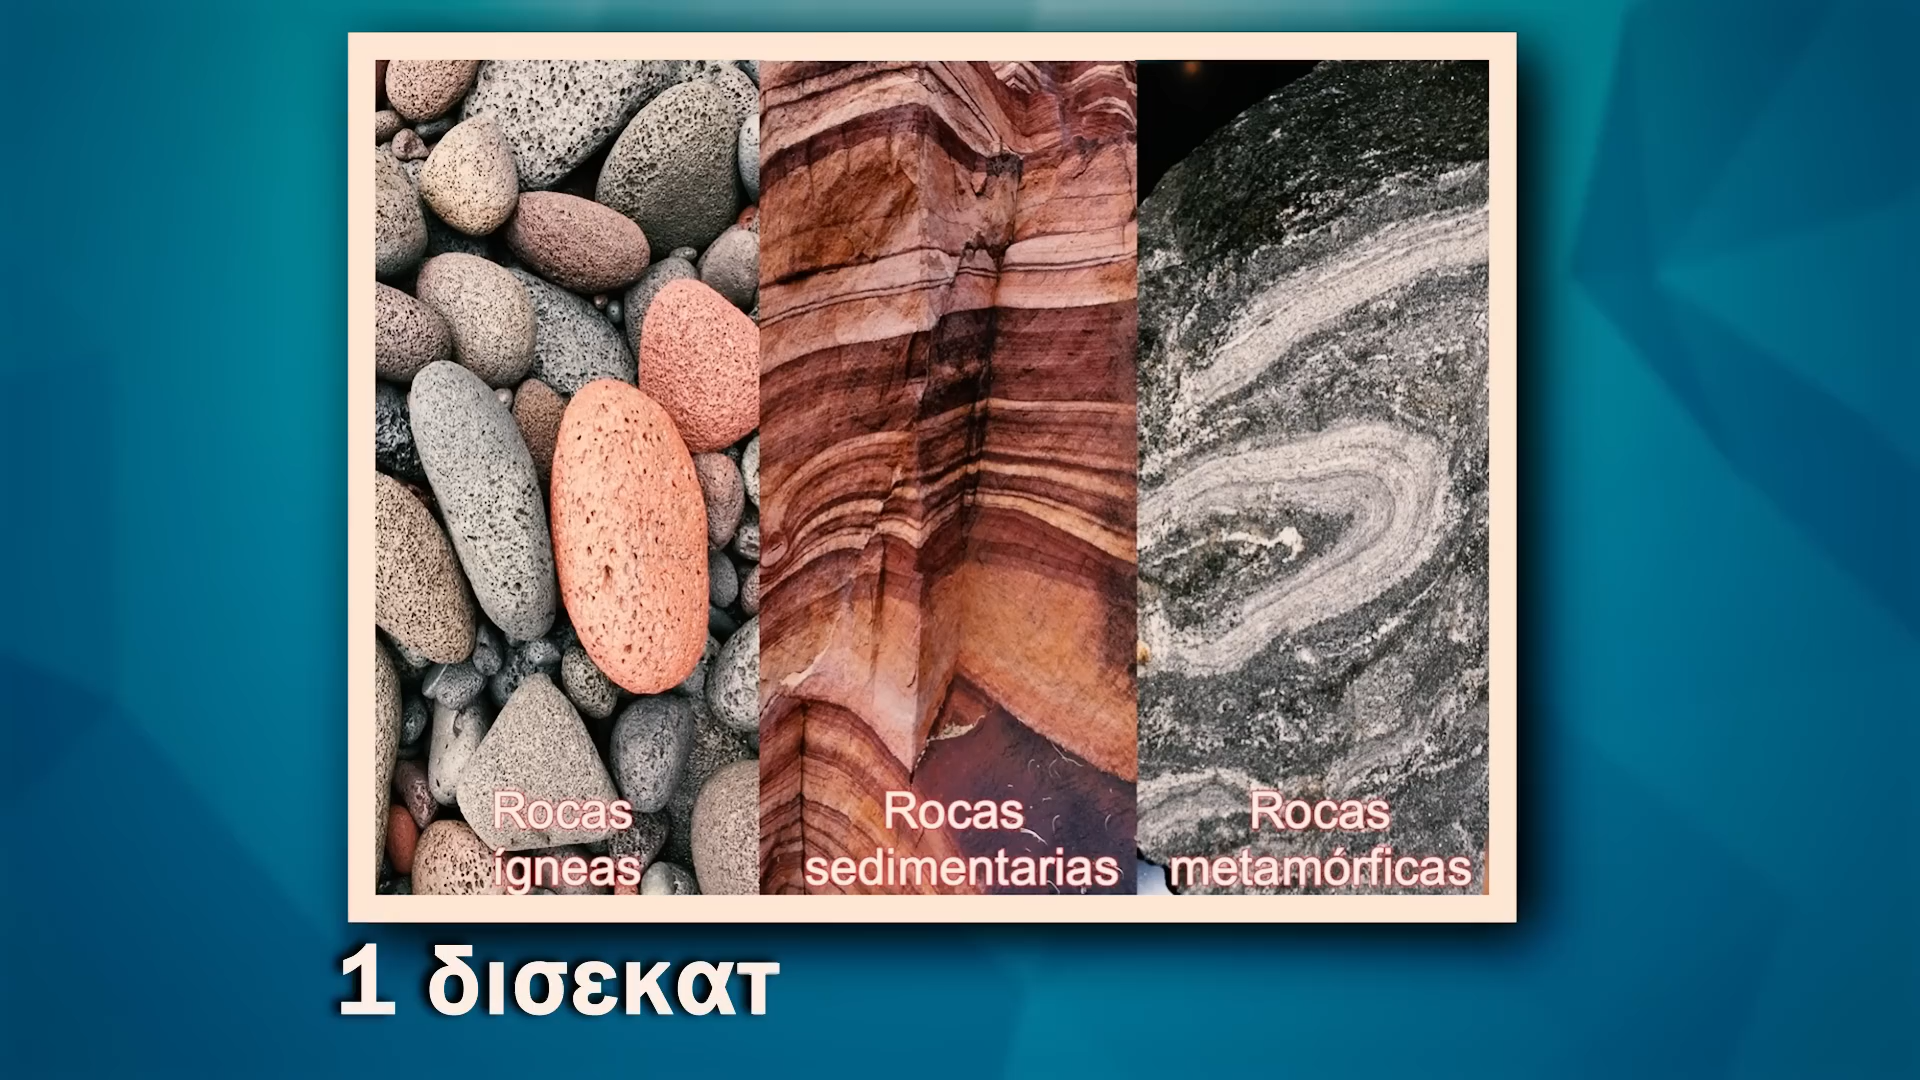 Rocas
ígneas
Rocas
sedimentarias
Rocas
metamórficas
1 δισεκατ